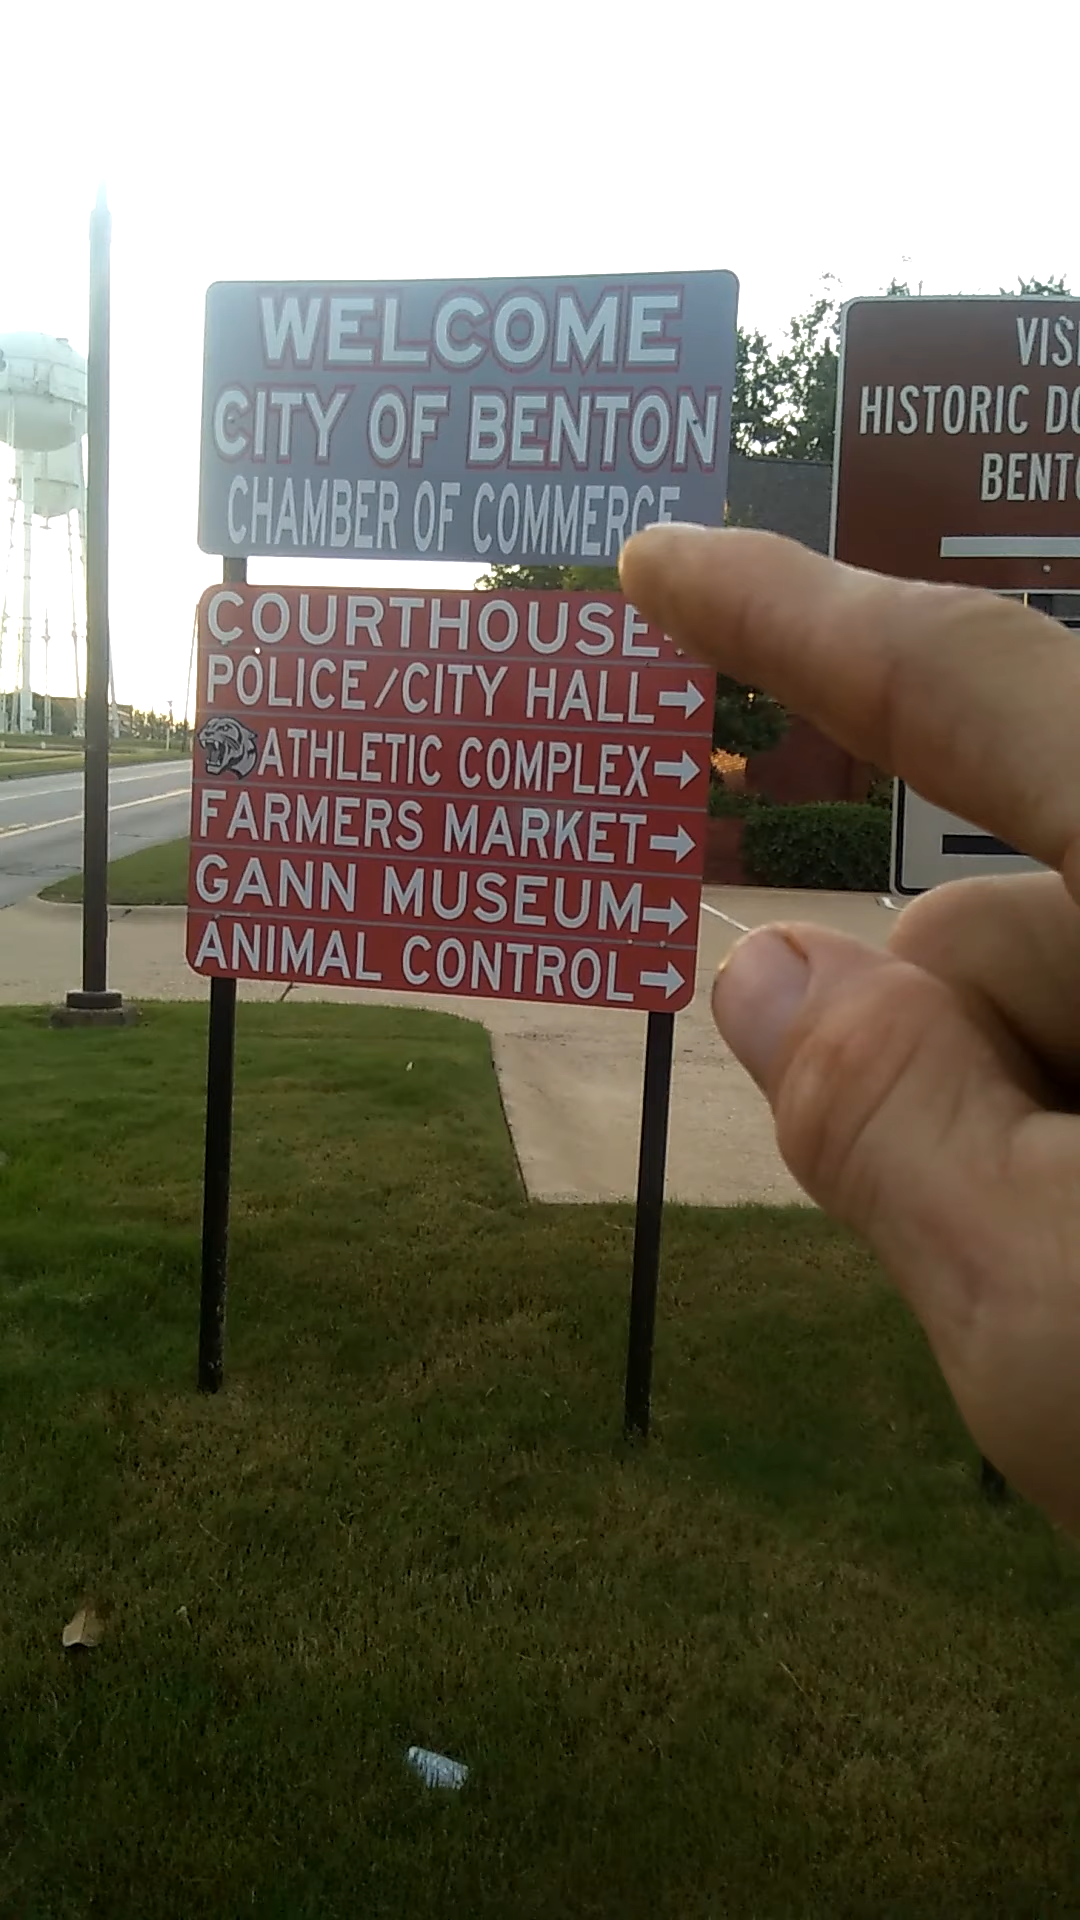 WELCOME
CITY OF BENTON
CHAMBER OF COMMERCE
COURTHOUSE
POLICE/CITY HALL
ATHLETIC COMPLEX
FARMERS MARKET
GANN MUSEUM
ANIMAL CONTROL
VIS
HISTORIC DO
BENTO